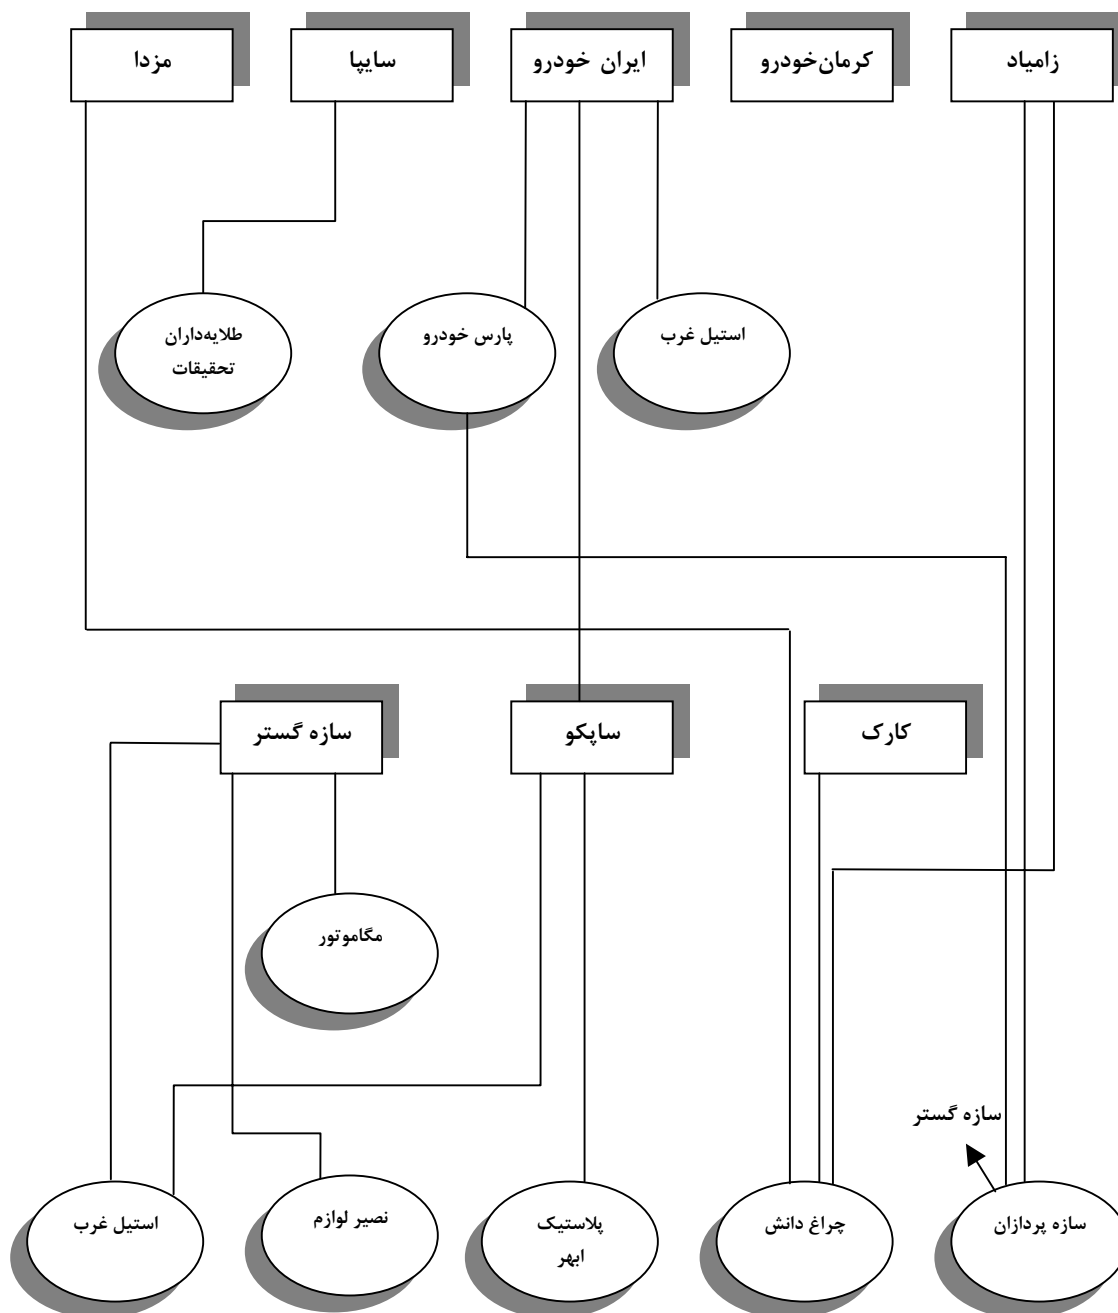 زامیاد
کرمان‌خودرو
ایران خودرو
سایپا
مزدا
استیل غرب
پارس خودرو
طلایه‌داران
تحقیقات
کارک
ساپکو
سازه گستر
مگاموتور
سازه گستر
سازه پردازان
چراغ دانش
پلاستیک
ابهر
نصیر لوازم
استیل غرب